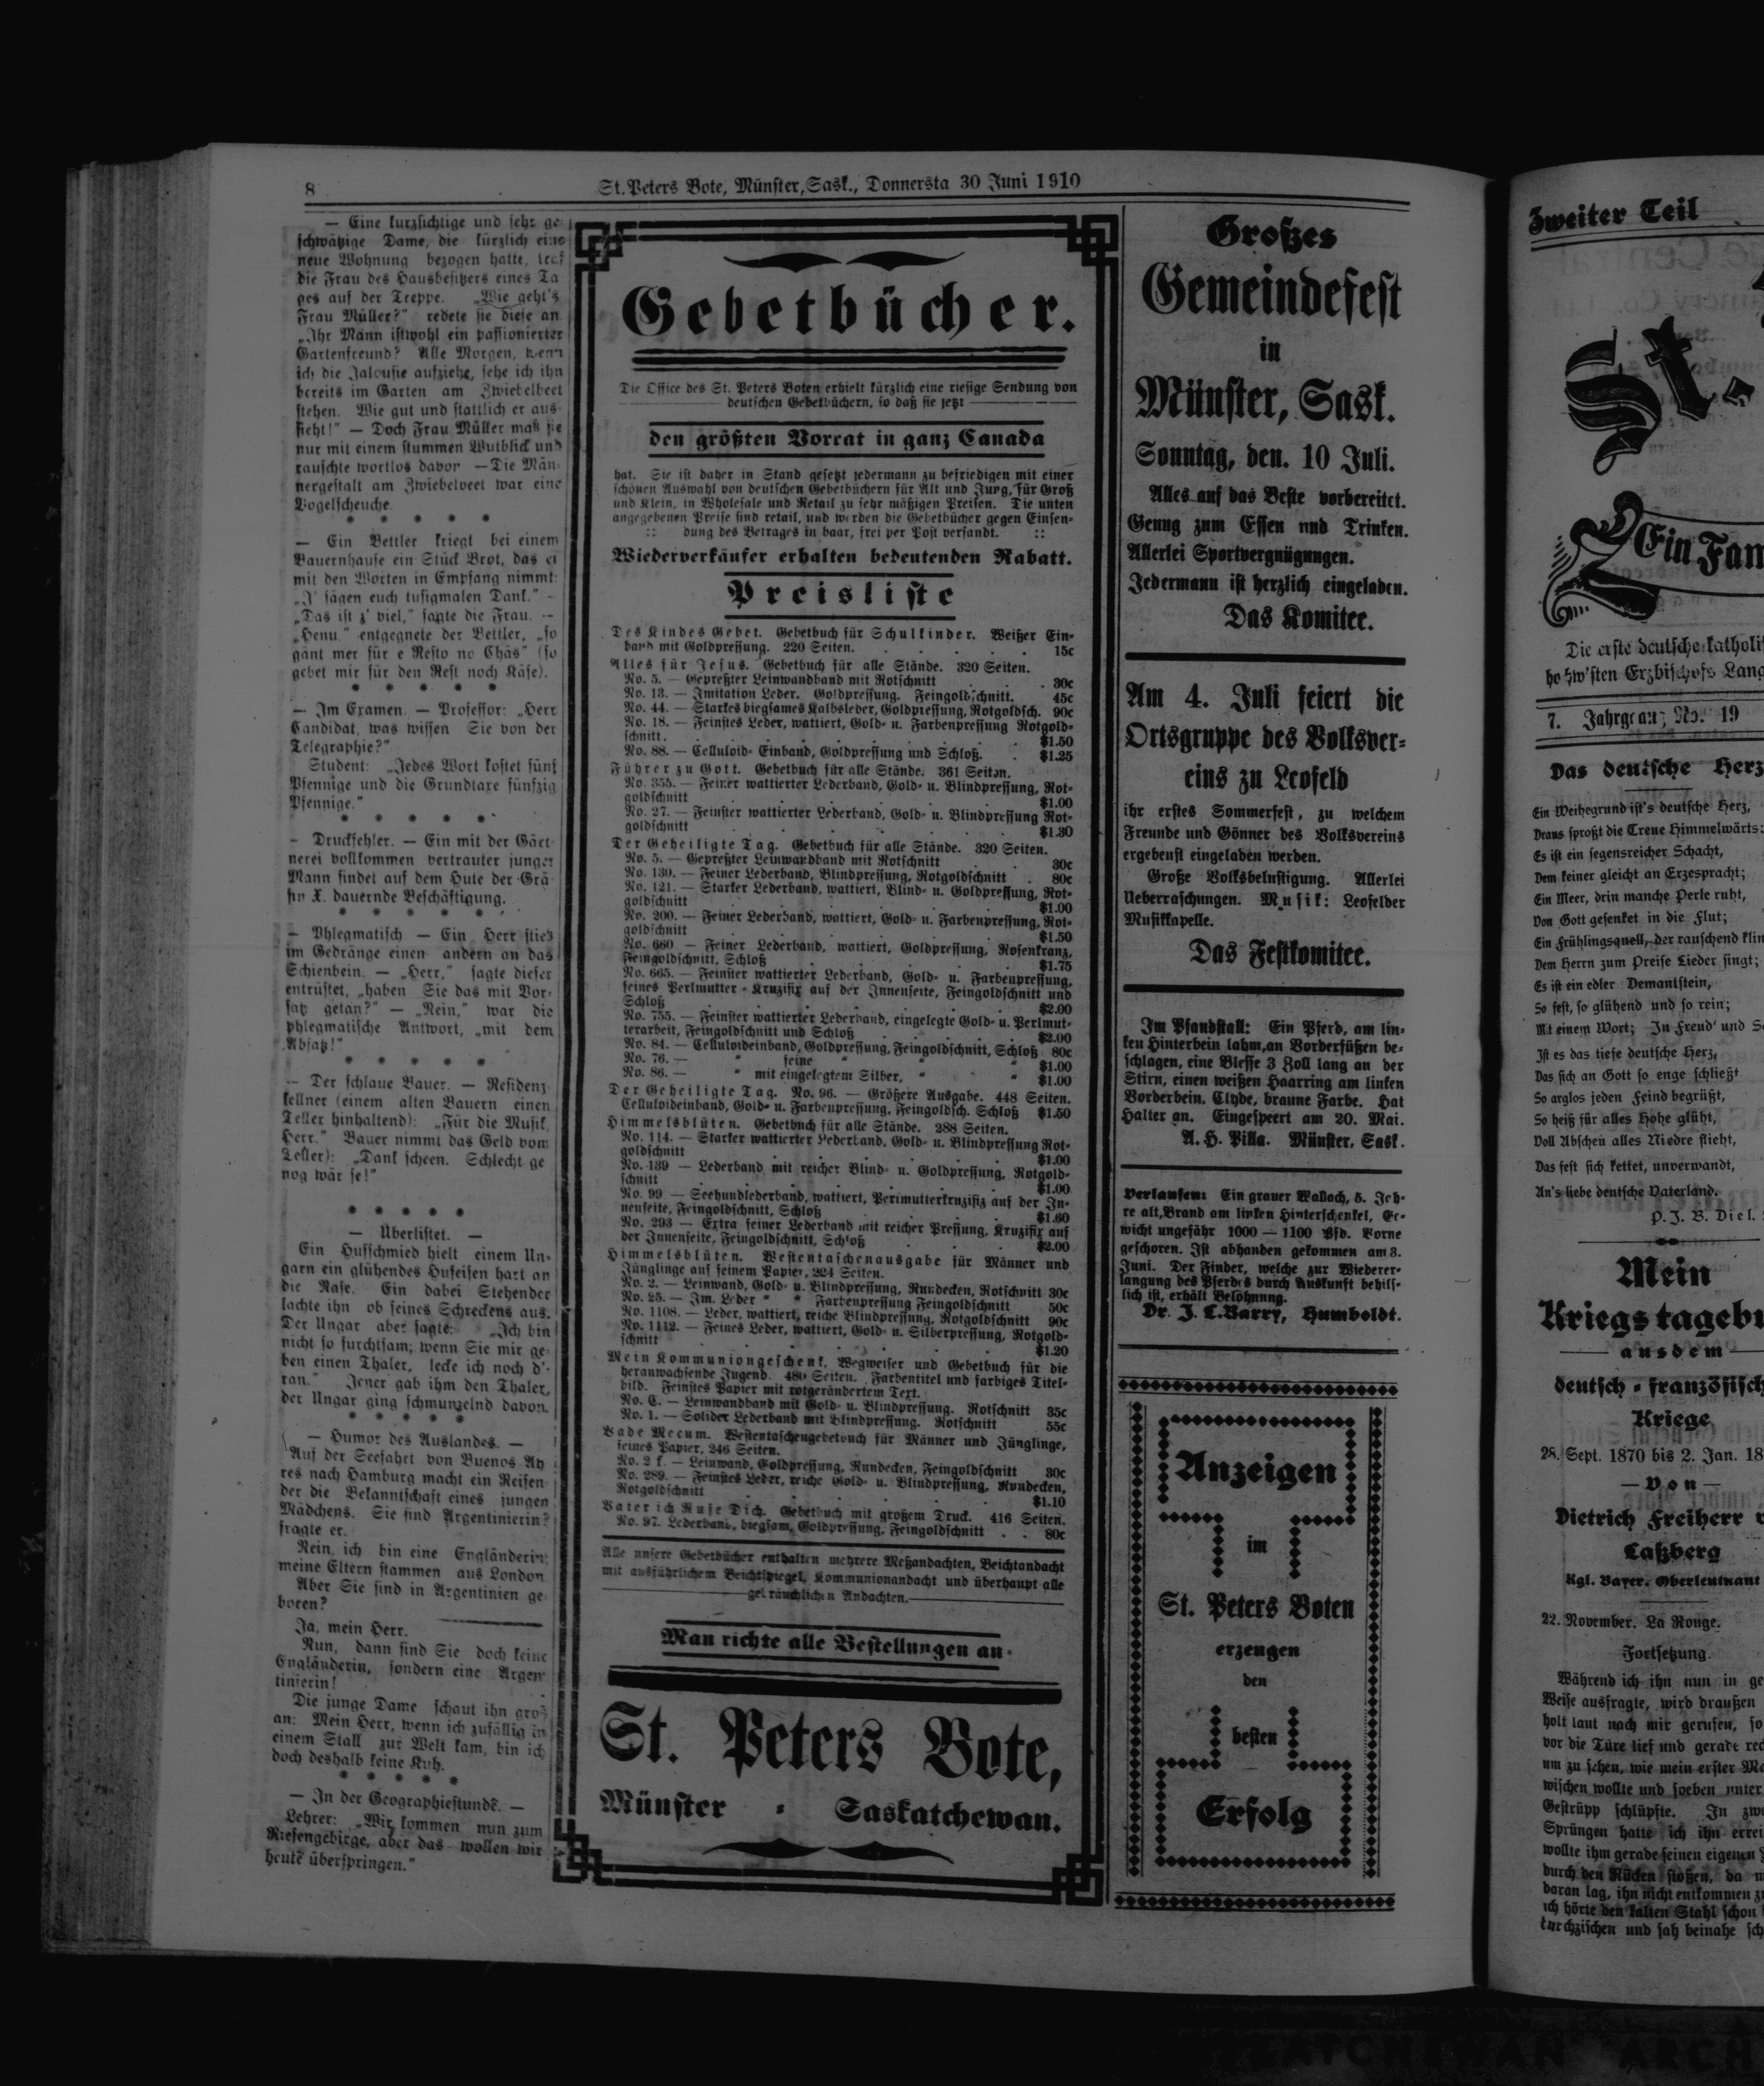 8
St. Peters Bote, Münster, Sask., Donnersta 30 Juni 1910
— Eine kurzsichtige und sehr ge
schwätzige Dame, die kürzlich eine
neue Wohnung bezogen hatte, traf
die Frau des Hausbesitzers eines Ta
ges auf der Treppe. „Wie geht's
Frau Müller?" redete sie diese an
„Ihr Mann istwohl ein passionierter
Gartenfreund? Alle Morgen, wenn
ich die Jalousie aufziehe, sehe ich ihn
bereits im Garten am Zwiebelbeet
stehen. Wie gut und stattlich er aus
sieht!" — Doch Frau Müller maß sie
nur mit einem stummen Wutblick und
rauschte wortlos davon —Die Män
nergestalt am Zwiebelbeet war eine
Vogelscheuche
* * * * *
— Ein Bettler kriegt bei einem
Bauernhause ein Stück Brot, das er
mit den Worten in Empfang nimmt:
„I' sägen euch tusigmalen Dank." –
„Das ist z' viel," sagte die Frau. —
„Henu." entgegnete der Bettler, „so
gänt mer für e Resto no Chäs" (so
gebet mir für den Rest noch Käse).
* * * * *
— Im Examen. — Professor: „Herr
Candidat, was wissen Sie von der
Telegraphie?"
Student: „Jedes Wort kostet fünf
Pfennige und die Grundtaxe fünfzig
Pfennige."
* * * * *
– Druckfehler. — Ein mit der Gäct
nerei vollkommen vertrauter junger
Mann findet auf dem Hute der Grä
fin X. dauernde Beschäftigung.
* * * * *
– Phlegmatisch — Ein Herr stieß
im Gedränge einen andern an das
Schienbein. — „Herr," sagte dieser
entrüstet, „haben Sie das mit Vor-
satz getan?" — „Nein," war die
phlegmatische Antwort, „mit dem
Absatz!"
* * * * *
– Der schlaue Bauer. — Residenz
kellner (einem alten Bauern einen
Teller hinhaltend): „Für die Musik,
Herr." Bauer nimmt das Geld vom
Teller): „Dank scheen. Schlecht ge
nog wär se!"
* * * * *
— Überlistet. —
Ein Hufschmied hielt einem Un-
garn ein glühendes Hufeisen hart an
die Nase. Ein dabei Stehender
lachte ihn ob seines Schreckens aus.
Der Ungar aber sagte: „Ich bin
nicht so furchtsam; wenn Sie mir ge-
ben einen Thaler, lecke ich noch d'-
ran." Jener gab ihm den Thaler,
der Ungar ging schmunzelnd davon.
* * * * *
— Humor des Auslandes. —
Auf der Seefahrt von Buenos Ay
res nach Hamburg macht ein Reisen
der die Bekanntschaft eines jungen
Mädchens. Sie sind Argentinierin?
fragte er.
Nein, ich bin eine Engländerin;
meine Eltern stammen aus London
Aber Sie sind in Argentinien ge
boren?
Ja, mein Herr.
Nun, dann sind Sie doch keine
Engländerin, sondern eine Argen
tinierin!
Die junge Dame schaut ihn groß
an: Mein Herr, wenn ich zufällig in
einem Stall zur Welt kam, bin ich
doch deshalb keine Kuh.
* * * * *
— In der Geographiestunde. —
Lehrer: „Wir kommen nun zum
Riesengebirge, aber das wollen wir
heute überspringen."
Gebetbücher.
Die Office des St. Peters Boten erhielt kürzlich eine riesige Sendung von
deutschen Gebetbüchern, so daß sie jetzt
den größten Vorrat in ganz Canada
hat. Sie ist daher in Stand gesetzt jedermann zu befriedigen mit einer
schönen Auswahl von deutschen Gebetbüchern für Alt und Jung, für Groß
und Klein, in Wholesale und Retail zu sehr mäßigen Preisen. Die unten
angegebenen Preise sind retail, und werden die Gebetbücher gegen Einsen-
:: dung des Betrages in baar, frei per Post versandt. ::
Wiederverkäufer erhalten bedeutenden Rabatt.
Preisliste
Des Kindes Gebet. Gebetbuch für Schulkinder. Weißer Ein-
band mit Goldpressung. 220 Seiten. 15c
Alles für Jesus. Gebetbuch für alle Stände. 320 Seiten.
No. 5. — Gepreßter Leinwandband mit Rotschnitt 30c
No. 13. — Imitation Leder. Goldpressung. Feingoldschnitt. 45c
No. 44. — Starkes biegsames Kalbsleder, Goldpressung, Rotgoldsch. 90c
No. 18. — Feinstes Leder, wattiert, Gold- u. Farbenpressung Rotgold-
schnitt. $1.50
No. 88. — Celluloid- Einband, Goldpressung und Schloß. $1.25
Führer zu Gott. Gebetbuch für alle Stände. 361 Seiten.
No. 355. — Feiner wattierter Lederband, Gold- u. Blindpressung, Rot-
goldschnitt $1.00
No. 27. — Feinster wattierter Lederband, Gold- u. Blindpressung Rot-
goldschnitt $1.30
Der Geheiligte Tag. Gebetbuch für alle Stände. 320 Seiten.
No. 5. — Gepreßter Leinwandband mit Rotschnitt 30c
No. 130. — Feiner Lederband, Blindpressung, Rotgoldschnitt 80c
No. 121. — Starker Lederband, wattiert, Blind- u. Goldpressung, Rot-
goldschnitt $1.00
No. 200. — Feiner Lederband, wattiert, Gold- u. Farbenpressung, Rot-
goldschnitt $1.50
No. 660 — Feiner Lederband, wattiert, Goldpressung, Rosenkranz,
Feingoldschnitt, Schloß $1.75
No. 665. — Feinster wattierter Lederband, Gold- u. Farbenpressung,
feines Perlmutter - Kruzifix auf der Innenseite, Feingoldschnitt und
Schloß $2.00
No. 755. — Feinster wattierter Lederband, eingelegte Gold- u. Perlmut-
terarbeit, Feingoldschnitt und Schloß $2.00
No. 84. — Celluloideinband, Goldpressung, Feingoldschnitt, Schloß 80c
No. 76. — " feine " " $1.00
No. 86. — " mit eingelegtem Silber, " " $1.00
Der Geheiligte Tag. No. 96. — Größere Ausgabe. 448 Seiten.
Celluloideinband, Gold- u. Farbenpressung, Feingoldsch. Schloß $1.50
Himmelsblüten. Gebetbuch für alle Stände. 288 Seiten.
No. 114. — Starker wattierter Lederband, Gold- u. Blindpressung Rot-
goldschnitt $1.00
No. 139 — Lederband mit reicher Blind- u. Goldpressung, Rotgold-
schnitt $1.00
No. 99 — Seehundlederband, wattiert, Perlmutterkruzifix auf der In-
nenseite, Feingoldschnitt, Schloß $1.60
No. 293 — Extra feiner Lederband mit reicher Pressung, Kruzifix auf
der Innenseite, Feingoldschnitt, Schloß $2.00
Himmelsblüten. Westentaschenausgabe für Männer und
Jünglinge auf feinem Papier, 224 Seiten.
No. 2. — Leinwand, Gold- u. Blindpressung, Rundecken, Rotschnitt 30c
No. 25. — Im. Leder " " Farbenpressung Feingoldschnitt 50c
No. 1108. — Leder, wattiert, reiche Blindpressung, Rotgoldschnitt 90c
No. 1112. — Feines Leder, wattiert, Gold- u. Silberpressung, Rotgold-
schnitt $1.20
Mein Kommuniongeschenk, Wegweiser und Gebetbuch für die
heranwachsende Jugend. 480 Seiten. Farbentitel und farbiges Titel-
bild. Feinstes Papier mit rotgerändertem Text.
No. C. — Leinwandband mit Gold- u. Blindpressung. Rotschnitt 35c
No. 1. — Solider Lederband mit Blindpressung. Rotschnitt 55c
Vade Mecum. Westentaschengebetbuch für Männer und Jünglinge,
feines Papier, 246 Seiten.
No. 2 f. — Leinwand, Goldpressung, Rundecken, Feingoldschnitt 30c
No. 289. — Feinstes Leder, reiche Gold- u. Blindpressung, Rundecken,
Rotgoldschnitt $1.10
Vater ich Rufe Dich. Gebetbuch mit großem Druck. 416 Seiten.
No. 97. Lederband, biegsam, Goldpressung, Feingoldschnitt 80c
Alle unsere Gebetbücher enthalten mehrere Meßandachten, Beichtandacht
mit ausführlichem Beichtspiegel, Kommunionandacht und überhaupt alle
gebräuchlichen Andachten.
Man richte alle Bestellungen an
St. Peters Bote,
Münster - Saskatchewan.
Großes
Gemeindefest
in
Münster, Sask.
Sonntag, den. 10 Juli.
Alles auf das Beste vorbereitet.
Genug zum Essen und Trinken.
Allerlei Sportvergnügungen.
Jedermann ist herzlich eingeladen.
Das Komitee.
Am 4. Juli feiert die
Ortsgruppe des Volksver-
eins zu Leofeld
ihr erstes Sommerfest, zu welchem
Freunde und Gönner des Volksvereins
ergebenst eingeladen werden.
Große Volksbelustigung. Allerlei
Ueberraschungen. Musik: Leofelder
Musikkapelle.
Das Festkomitee.
Im Pfandstall: Ein Pferd, am lin-
ken Hinterbein lahm,an Vorderfüßen be-
schlagen, eine Blesse 3 Zoll lang an der
Stirn, einen weißen Haarring am linken
Vorderbein. Clyde, braune Farbe. Hat
Halter an. Eingespeert am 20. Mai.
A. H. Pilla. Münster, Sask.
Verlaufen: Ein grauer Wallach, 5. Jah-
re alt,Brand am linken Hinterschenkel, Ge-
wicht ungefähr 1000 — 1100 Pfd. Vorne
geschoren. Ist abhanden gekommen am 3.
Juni. Der Finder, welche zur Wiederer-
langung des Pferdes durch Auskunft behilf-
lich ist, erhält Belohnung.
Dr. J. C. Barry, Humboldt.
Anzeigen
im
St. Peters Boten
erzeugen
den
besten
Erfolg
Zweiter Teil
St.
Ein Fam
Die erste deutsche katholi
hochw'sten Erzbischofs Lang
7. Jahrgang No. 19
Das deutsche Herz
Ein Weihegrund ist's deutsche Herz,
Draus sproßt die Treue Himmelwärts:
Es ist ein segensreicher Schacht,
Dem keiner gleicht an Erzespracht;
Ein Meer, drin manche Perle ruht,
Von Gott gesenket in die Flut;
Ein Frühlingsquell, der rauschend klin
Dem Herrn zum Preise Lieder singt;
Es ist ein edler Demantstein,
So fest, so glühend und so rein;
Mit einem Wort; In Freud' und S
Ist es das tiefe deutsche Herz,
Das sich an Gott so enge schließt
So arglos jeden Feind begrüßt,
So heiß für alles Hohe glüht,
Voll Abscheu alles Niedre flieht,
Das fest sich kettet, unverwandt,
An's liebe deutsche Vaterland.
P. J. B. Diel.
Mein
Kriegstagebu
aus dem
deutsch - französisch
Kriege
28. Sept. 1870 bis 2. Jan. 18
— Von —
Dietrich Freiherr v
Laßberg
Kgl. Bayer. Oberleutnant
22. November. La Rouge.
Fortsetzung.
Während ich ihn nun in ge
Weise ausfragte, wird draußen
holt laut nach mir gerufen, so
vor die Türe lief und gerade rec
um zu sehen, wie mein erster Ma
wischen wollte und soeben unter
Gestrüpp schlüpfte. In zwe
Sprüngen hatte ich ihn errei
wollte ihm gerade seinen eigenen
durch den Rücken stoßen, da m
daran lag, ihn nicht entkommen z
ich hörte den kalten Stahl schon
durchzischen und sah beinahe sch
SKATCHEWAN ARCH